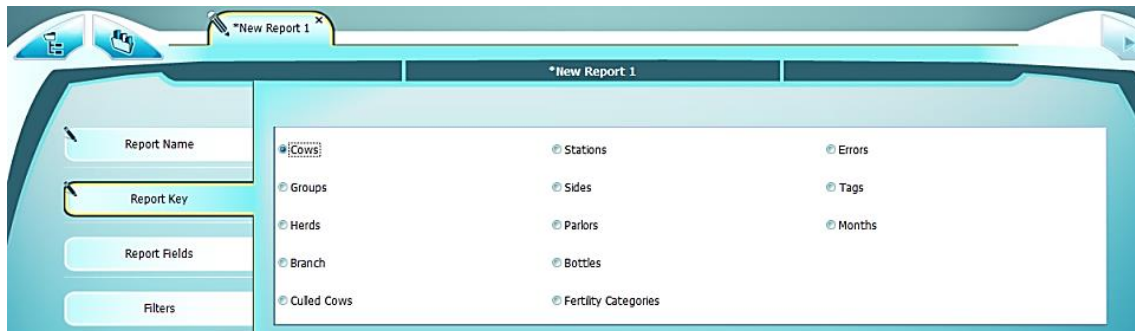 *New Report 1
*New Report 1
Report Name
Report Key
Report Fields
Filters
Cows
Groups
Herds
Branch
Culled Cows
Stations
Sides
Parlors
Bottles
Fertility Categories
Errors
Tags
Months